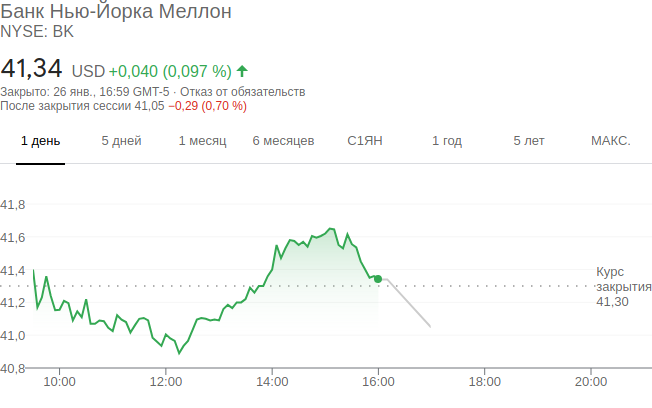 Банк Нью-Йорка Меллон
NYSE: BK
41,34 USD +0,040 (0,097 %)
Закрыто: 26 янв., 16:59 GMT-5 · Отказ от обязательств
После закрытия сессии 41,05 −0,29 (0,70 %)
1 день 5 дней 1 месяц 6 месяцев С1ЯН 1 год 5 лет МАКС.
41,8
41,6
41,4
41,2
41,0
40,8
Курс
закрытия
41,30
10:00 12:00 14:00 16:00 18:00 20:00